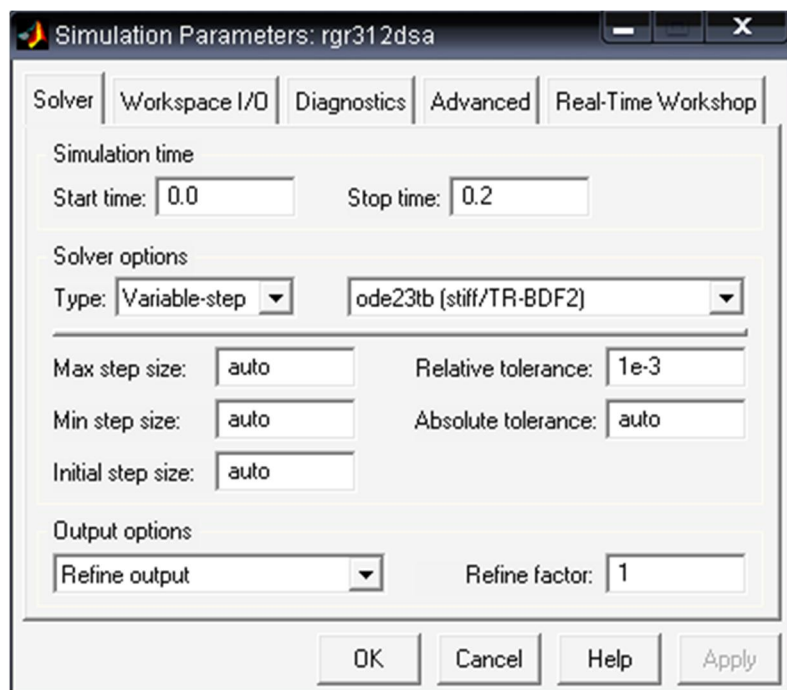 Simulation Parameters: rgr312dsa
Solver Workspace I/O Diagnostics Advanced Real-Time Workshop
Simulation time
Start time: 0.0 Stop time: 0.2
Solver options
Type: Variable-step ode23tb (stiff/TR-BDF2)
Max step size: auto Relative tolerance: 1e-3
Min step size: auto Absolute tolerance: auto
Initial step size: auto
Output options
Refine output Refine factor: 1
OK Cancel Help Apply